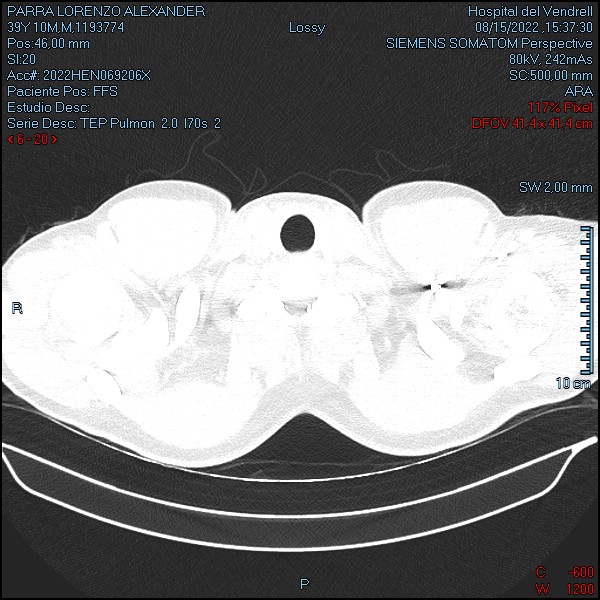 PARRA LORENZO ALEXANDER
39Y 10M,M,1193774
Pos:46,00 mm
SI:20
Acc#: 2022HEN069206X
Paciente Pos: FFS
Estudio Desc:
Serie Desc: TEP Pulmon 2.0 I70s 2
< 6 - 20 >
Lossy
Hospital del Vendrell
08/15/2022 ,15:37:30
SIEMENS SOMATOM Perspective
80kV, 242mAs
SC:500,00 mm
ARA
117% Pixel
DFOV 41,4 x 41,4 cm
SW 2,00 mm
R
10 cm
P
C -600
W 1200